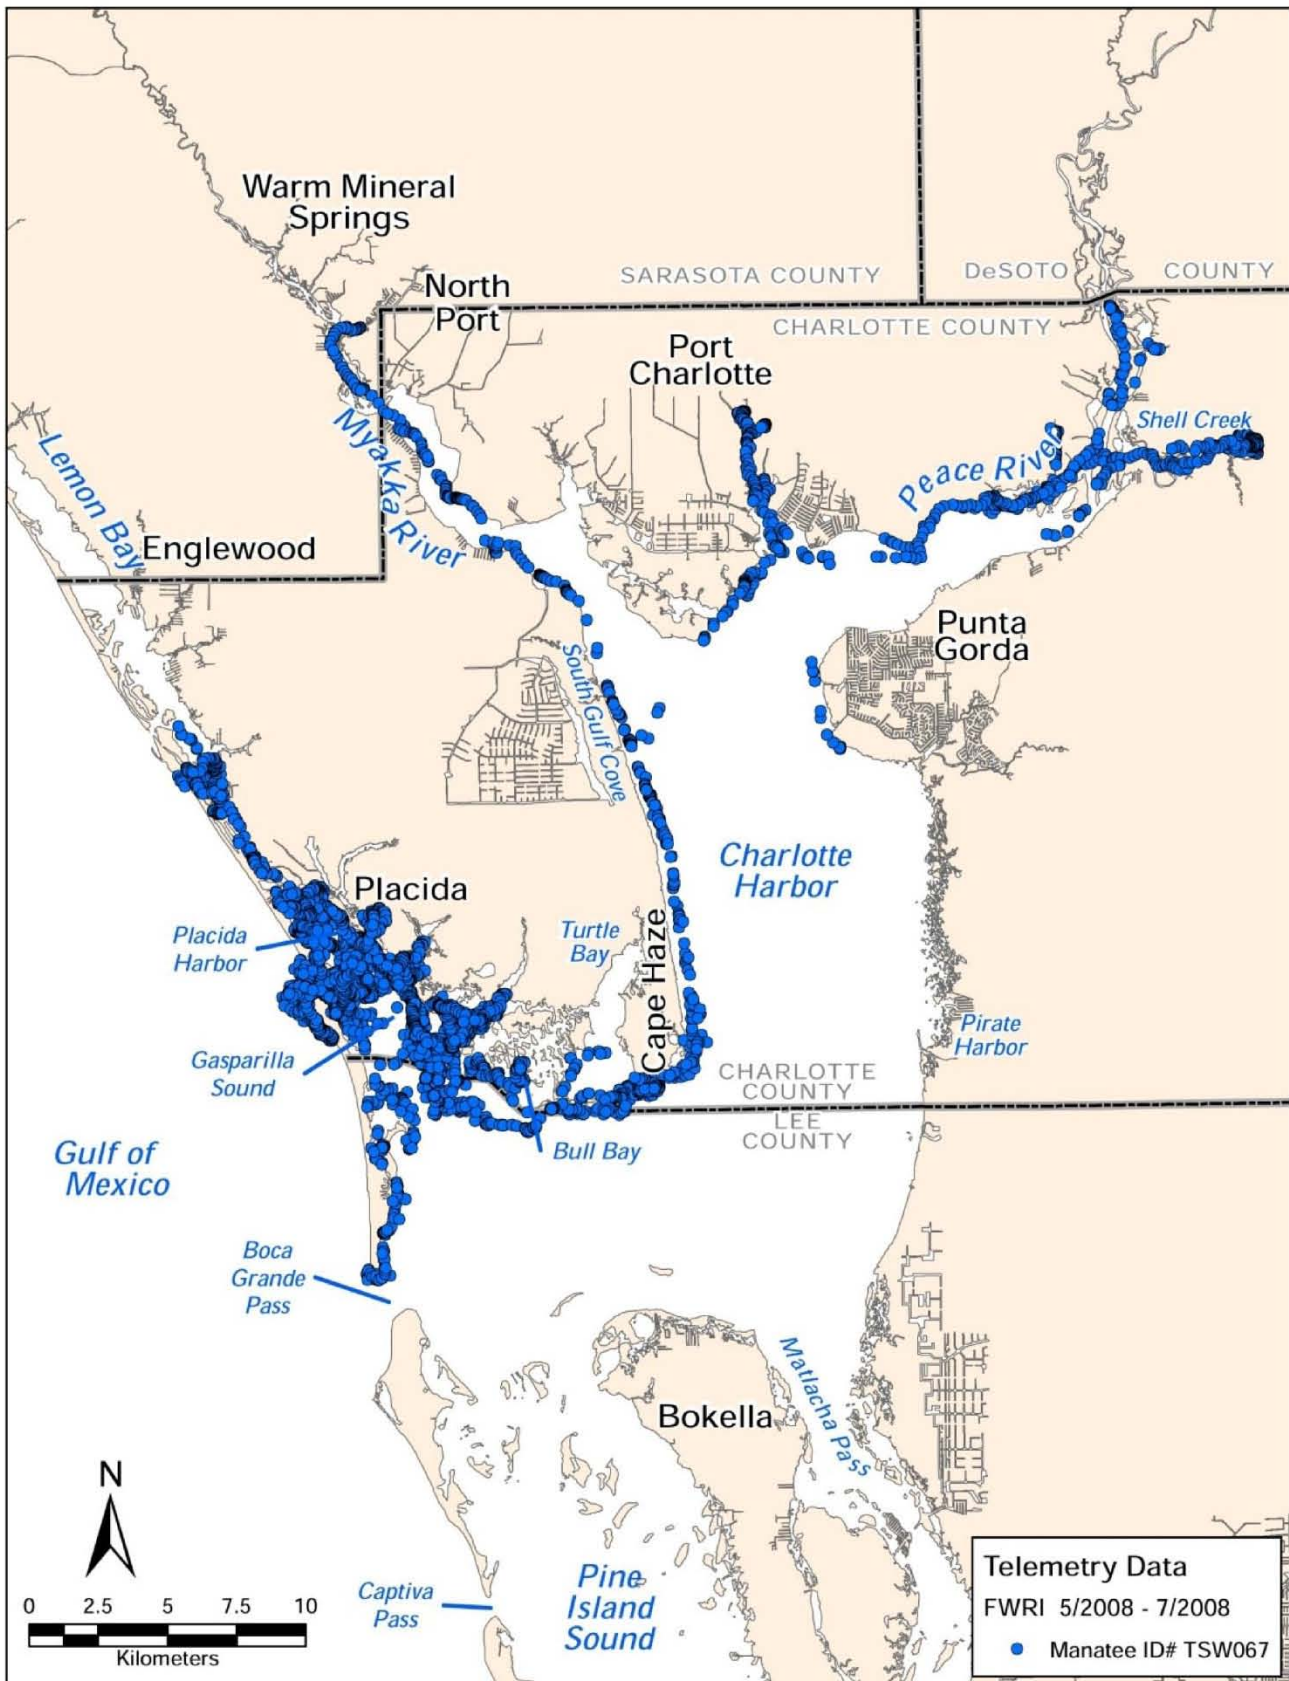 Warm Mineral
Springs
North
Port
SARASOTA COUNTY
DeSOTO
COUNTY
CHARLOTTE COUNTY
Port
Charlotte
Shell Creek
Peace River
Myakka River
Lemon Bay
Englewood
Punta
Gorda
South Gulf Cove
Charlotte
Harbor
Placida
Placida
Harbor
Turtle
Bay
Cape Haze
Pirate
Harbor
Gasparilla
Sound
CHARLOTTE
COUNTY
LEE
COUNTY
Bull Bay
Gulf of
Mexico
Boca
Grande
Pass
Matlacha Pass
Bokella
N
Captiva
Pass
Pine
Island
Sound
0 2.5 5 7.5 10
Kilometers
Telemetry Data
FWRI 5/2008 - 7/2008
Manatee ID# TSW067